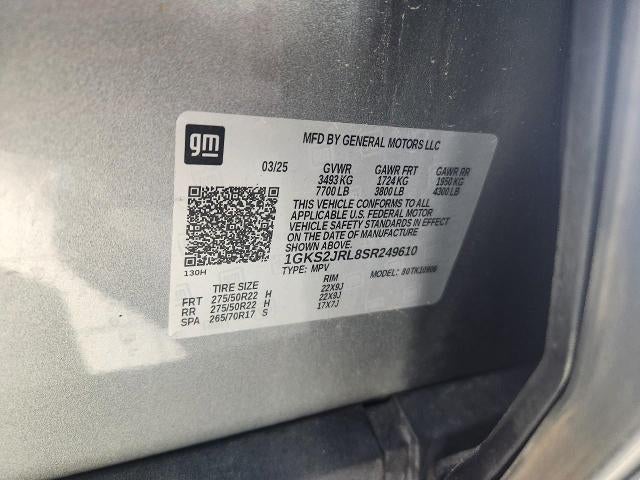 gm
MFD BY GENERAL MOTORS LLC
03/25 GVWR GAWR FRT GAWR RR
3493 KG 1724 KG 1950 KG
7700 LB 3800 LB 4300 LB
THIS VEHICLE CONFORMS TO ALL
APPLICABLE U.S. FEDERAL MOTOR
VEHICLE SAFETY STANDARDS IN EFFECT
ON THE DATE OF MANUFACTURE
SHOWN ABOVE.
1GKS2JRL8SR249610
130H TYPE: MPV MODEL:
TIRE SIZE RIM
FRT 275/50R22 H 22X9J
RR 275/50R22 H 22X9J
SPA 265/70R17 S 17X7J